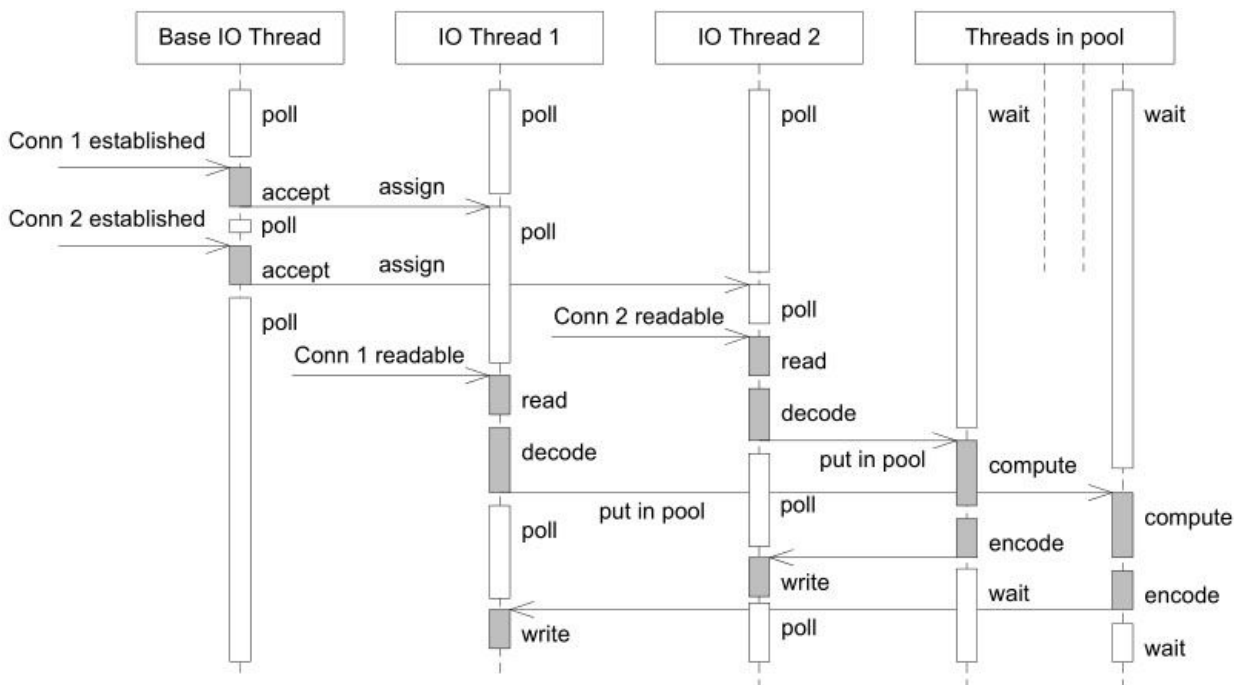 Base IO Thread
IO Thread 1
IO Thread 2
Threads in pool
poll
poll
poll
wait
wait
Conn 1 established
accept
assign
Conn 2 established
poll
poll
accept
assign
poll
poll
Conn 2 readable
Conn 1 readable
read
read
decode
decode
put in pool
compute
put in pool
poll
compute
poll
encode
write
wait
encode
write
poll
wait